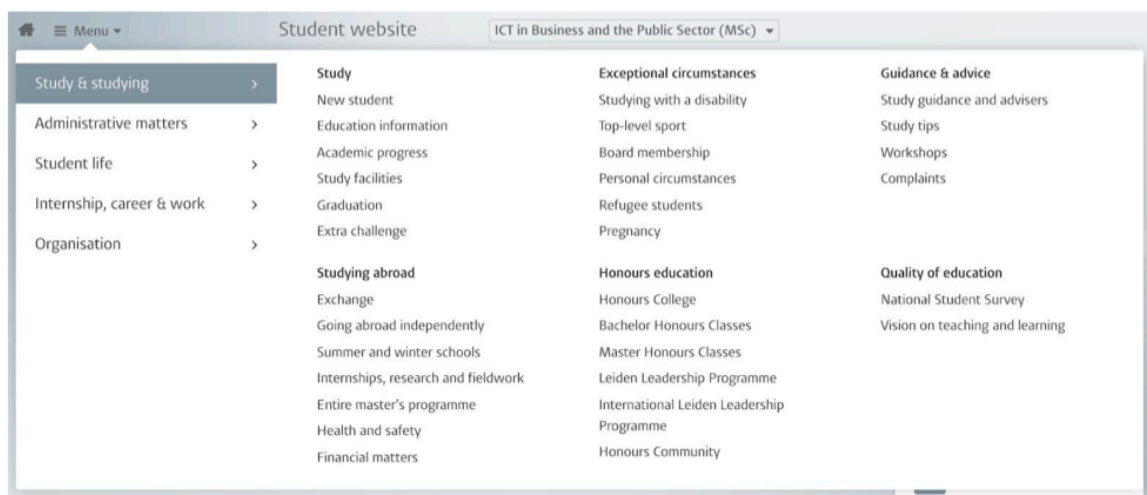 Menu
Student website
ICT in Business and the Public Sector (MSc)
Study & studying
Administrative matters
Student life
Internship, career & work
Organisation
Study
New student
Education information
Academic progress
Study facilities
Graduation
Extra challenge
Exceptional circumstances
Studying with a disability
Top-level sport
Board membership
Personal circumstances
Refugee students
Pregnancy
Guidance & advice
Study guidance and advisers
Study tips
Workshops
Complaints
Studying abroad
Exchange
Going abroad independently
Summer and winter schools
Internships, research and fieldwork
Entire master's programme
Health and safety
Financial matters
Honours education
Honours College
Bachelor Honours Classes
Master Honours Classes
Leiden Leadership Programme
International Leiden Leadership
Programme
Honours Community
Quality of education
National Student Survey
Vision on teaching and learning